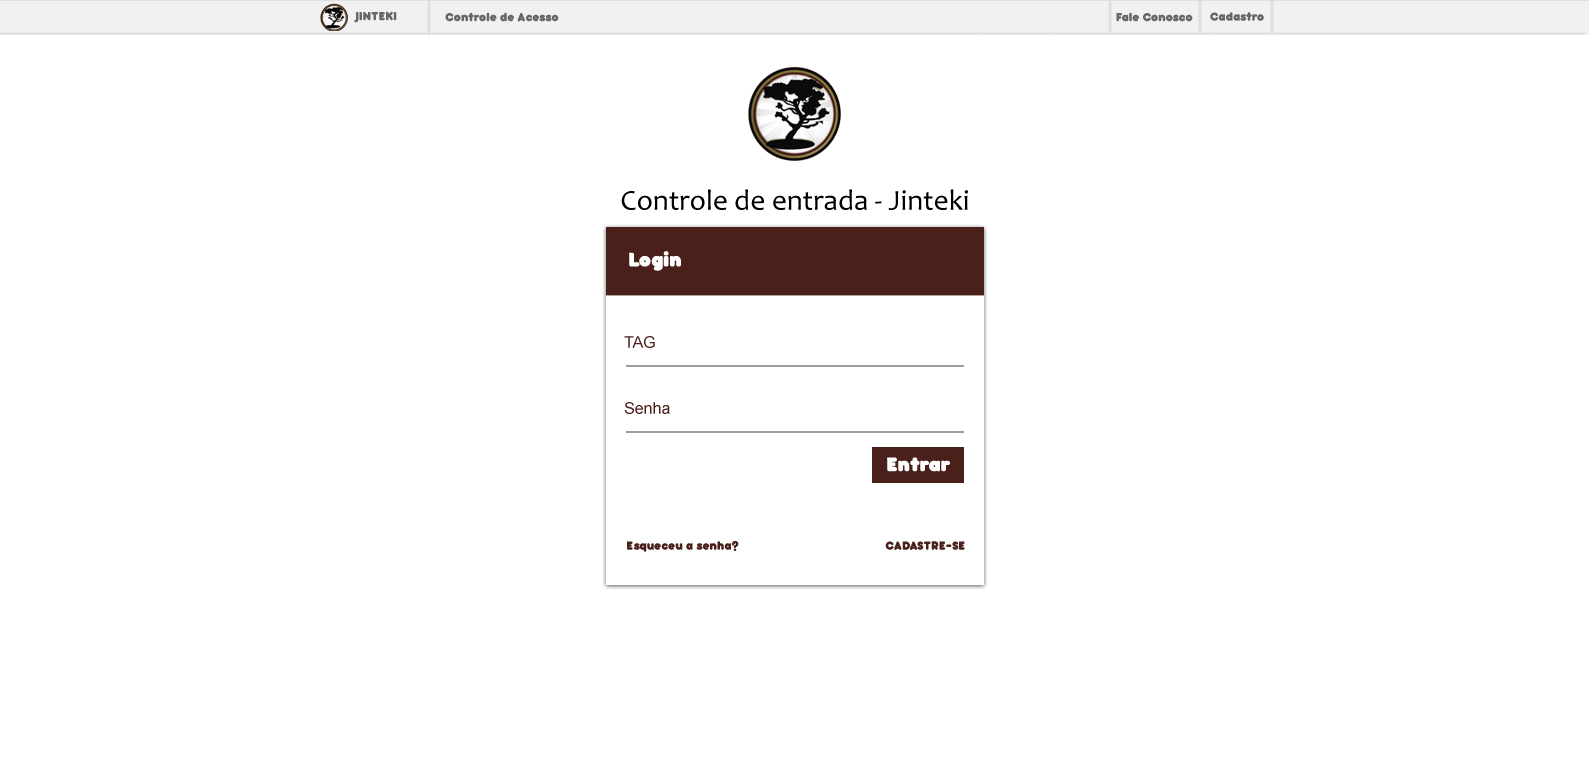 JINTEKI
Controle de Acesso
Fale Conosco
Cadastro
Controle de entrada - Jinteki
Login
TAG
Senha
Entrar
Esqueceu a senha?
CADASTRE-SE